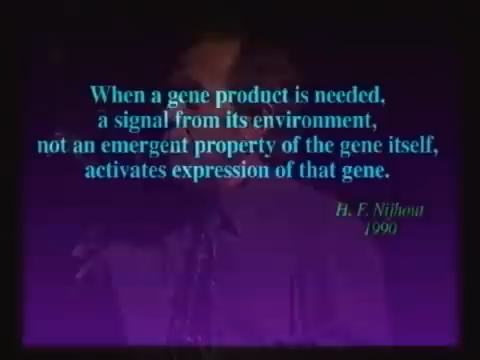 When a gene product is needed,
a signal from its environment,
not an emergent property of the gene itself,
activates expression of that gene.
H. F. Nijhout
1990